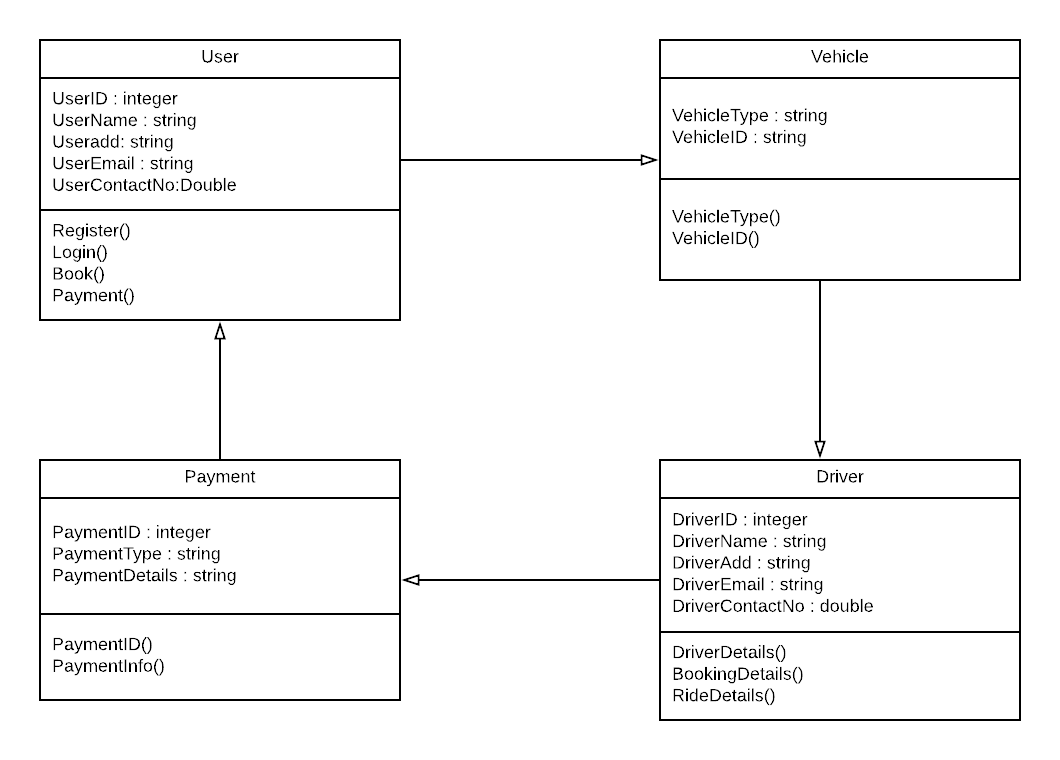 User
UserID : integer
UserName : string
Useradd: string
UserEmail : string
UserContactNo:Double
Register()
Login()
Book()
Payment()
Vehicle
VehicleType : string
VehicleID : string
VehicleType()
VehicleID()
Payment
PaymentID : integer
PaymentType : string
PaymentDetails : string
PaymentID()
PaymentInfo()
Driver
DriverID : integer
DriverName : string
DriverAdd : string
DriverEmail : string
DriverContactNo : double
DriverDetails()
BookingDetails()
RideDetails()